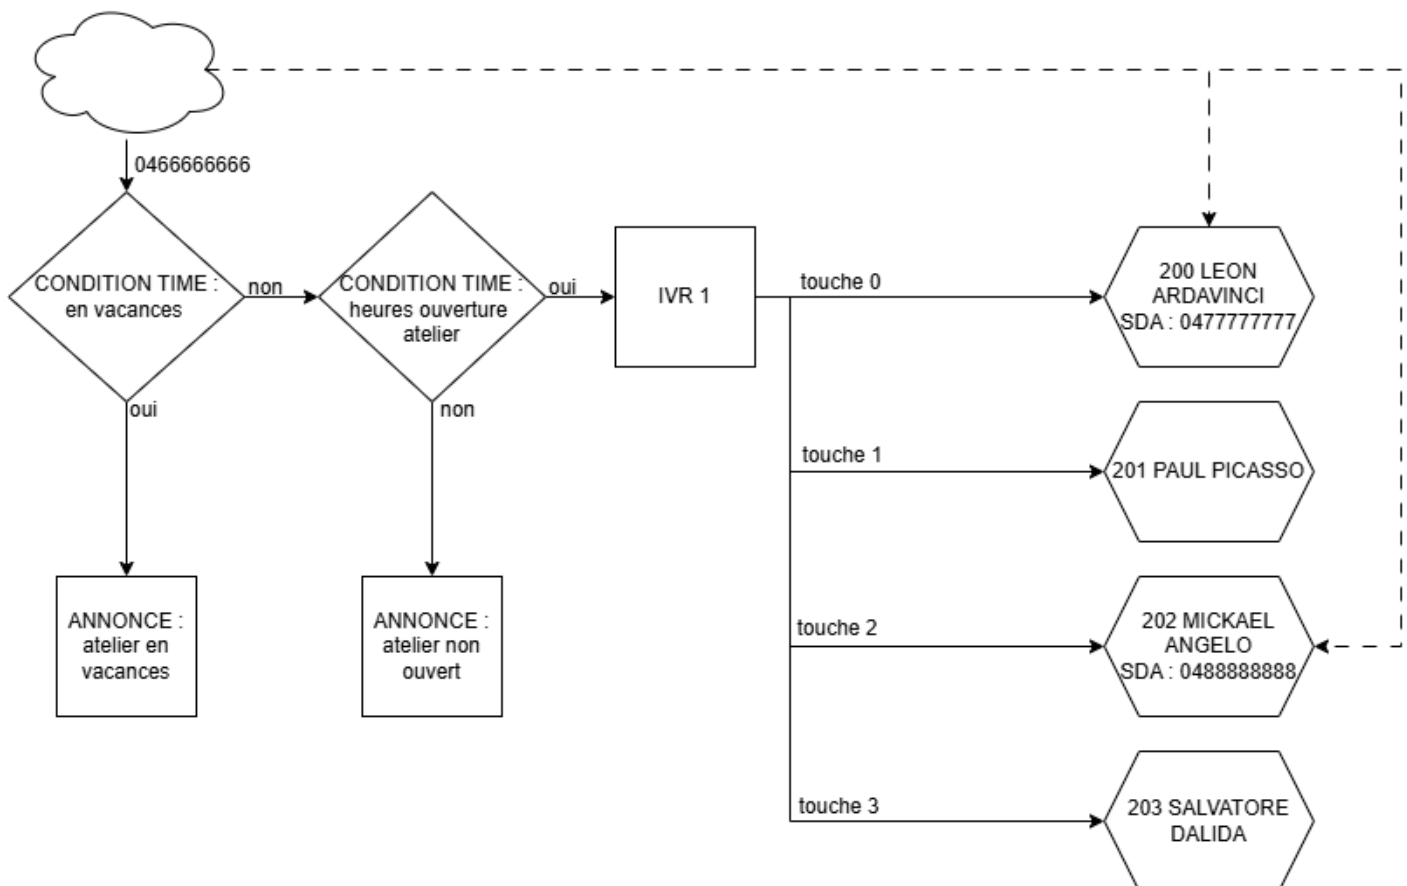 0466666666
CONDITION TIME :
en vacances
non
oui
CONDITION TIME :
heures ouverture
atelier
oui
non
IVR 1
touche 0
200 LEON
ARDAVINCI
SDA : 0477777777
touche 1
201 PAUL PICASSO
ANNONCE :
atelier en
vacances
ANNONCE :
atelier non
ouvert
touche 2
202 MICKAEL
ANGELO
SDA : 0488888888
touche 3
203 SALVATORE
DALIDA